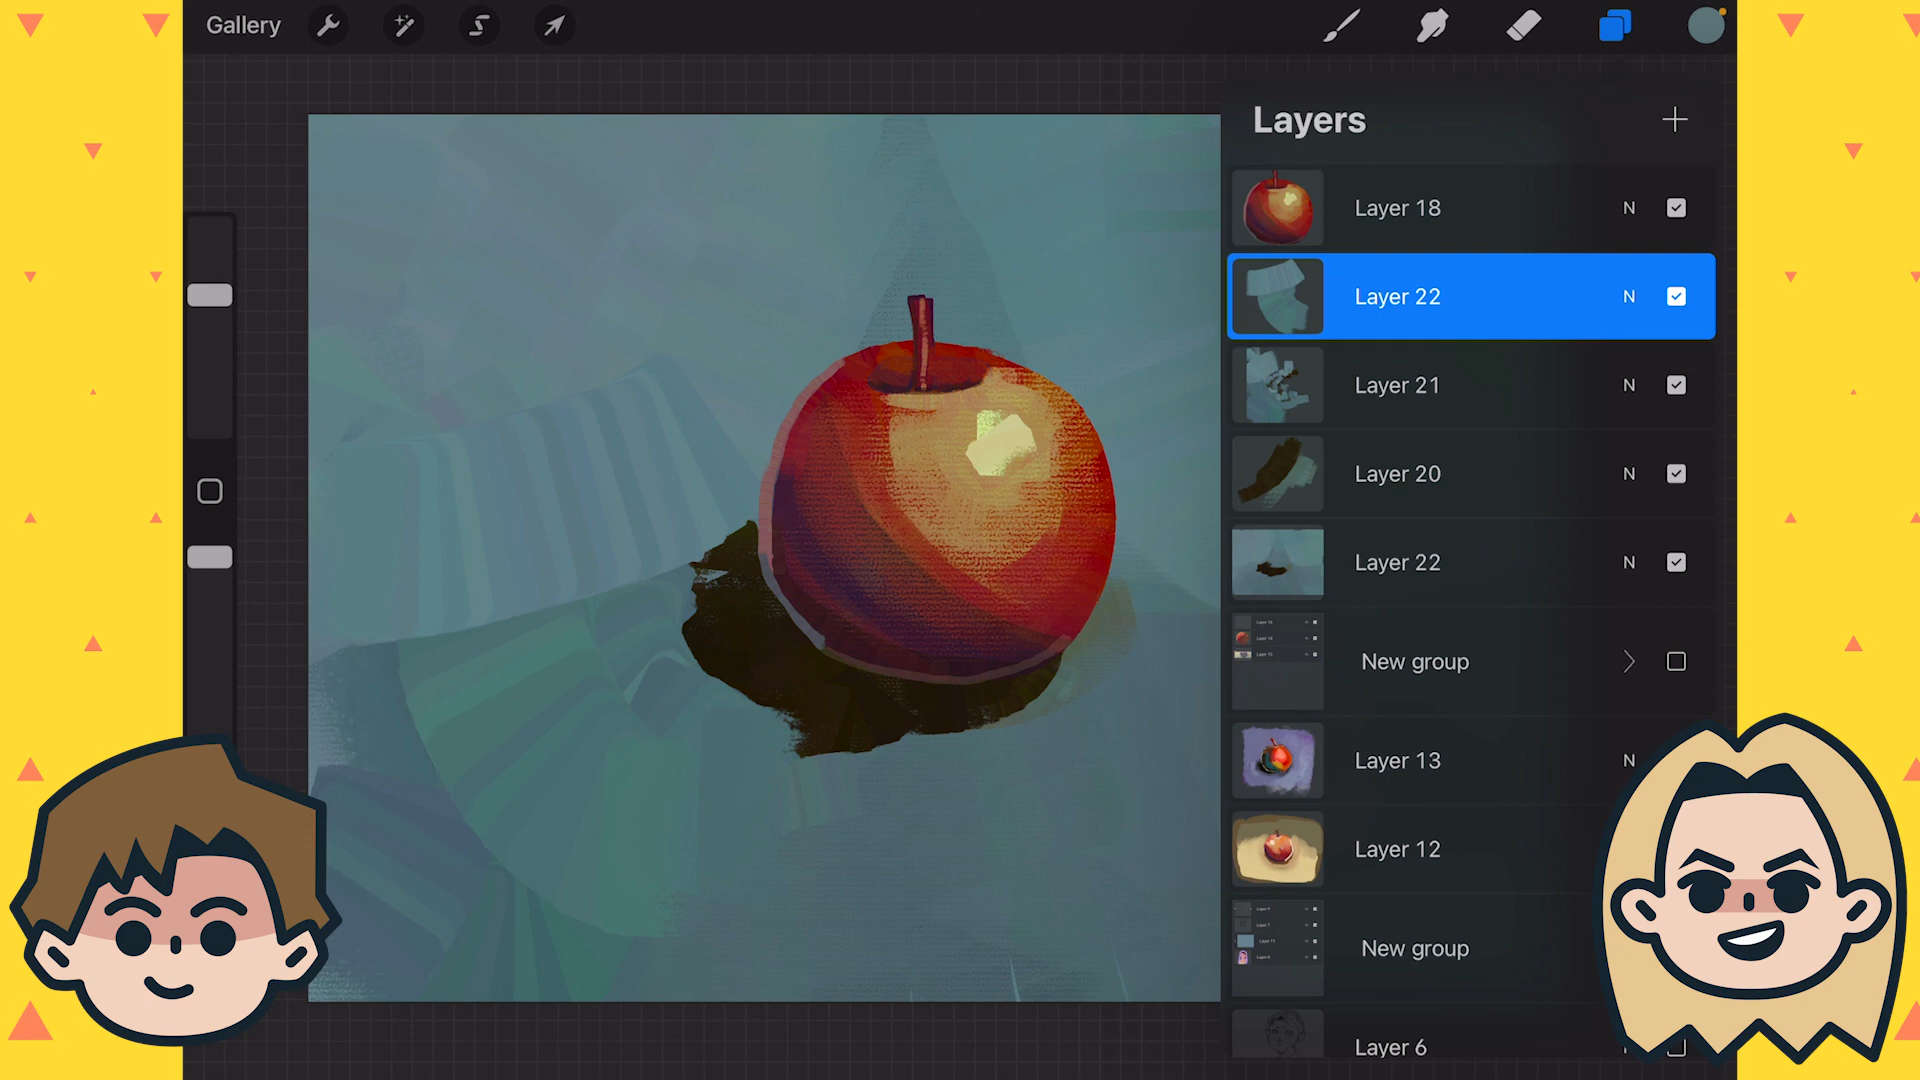 Gallery
Layers
Layer 18 N
Layer 22 N
Layer 21 N
Layer 20 N
Layer 22 N
New group
Layer 13 N
Layer 12
New group
Layer 6